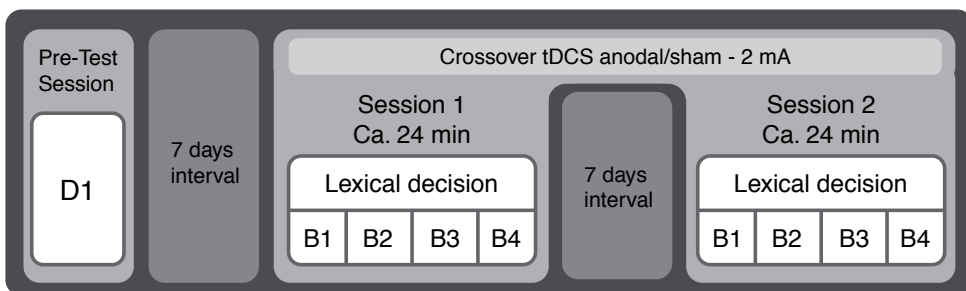 Pre-Test
Session
D1
7 days
interval
Crossover tDCS anodal/sham - 2 mA
Session 1
Ca. 24 min
Lexical decision
B1 B2 B3 B4
7 days
interval
Session 2
Ca. 24 min
Lexical decision
B1 B2 B3 B4